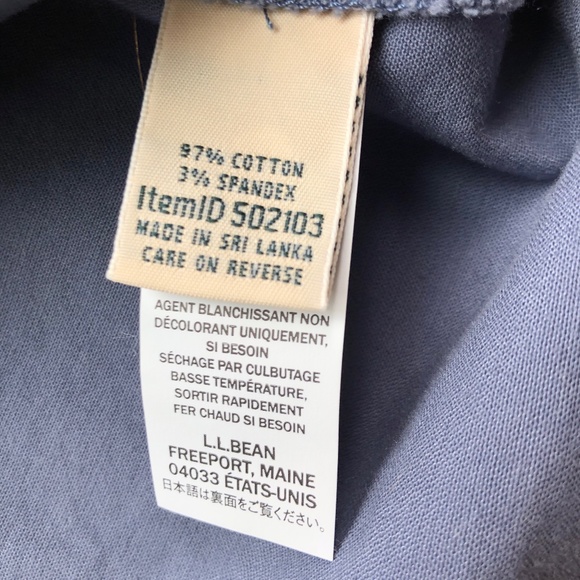 97% COTTON
3% SPANDEX
ItemID 502103
MADE IN SRI LANKA
CARE ON REVERSE
AGENT BLANCHISSANT NON
DÉCOLORANT UNIQUEMENT,
SI BESOIN
SÉCHAGE PAR CULBUTAGE
BASSE TEMPÉRATURE,
SORTIR RAPIDEMENT
FER CHAUD SI BESOIN
L.L.BEAN
FREEPORT, MAINE
04033 ÉTATS-UNIS
日本語は裏面をご覧ください。